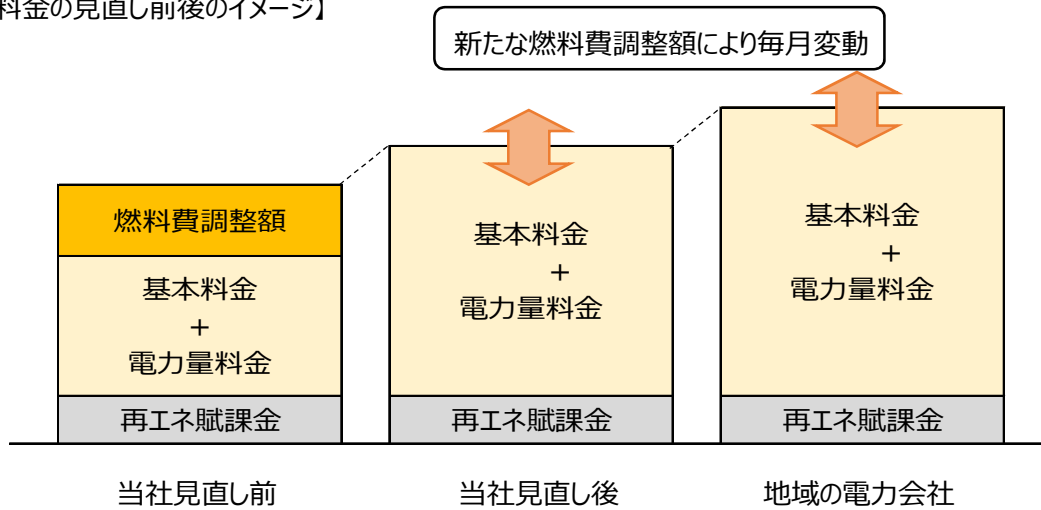 料金の見直し前後のイメージ】
新たな燃料費調整額により毎月変動
燃料費調整額
基本料金
+
電力量料金
再エネ賦課金
基本料金
+
電力量料金
再エネ賦課金
基本料金
+
電力量料金
再エネ賦課金
当社見直し前
当社見直し後
地域の電力会社